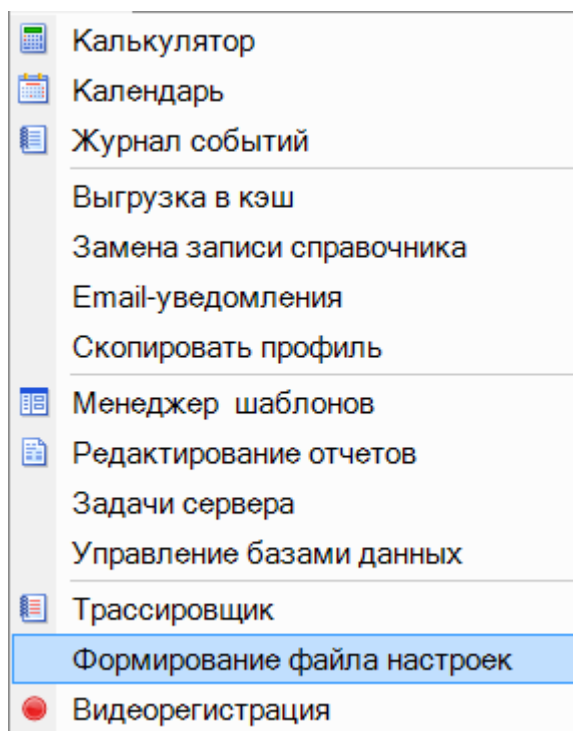 Калькулятор
Календарь
Журнал событий
Выгрузка в кэш
Замена записи справочника
Email-уведомления
Скопировать профиль
Менеджер  шаблонов
Редактирование отчетов
Задачи сервера
Управление базами данных
Трассировщик
Формирование файла настроек
Видеорегистрация